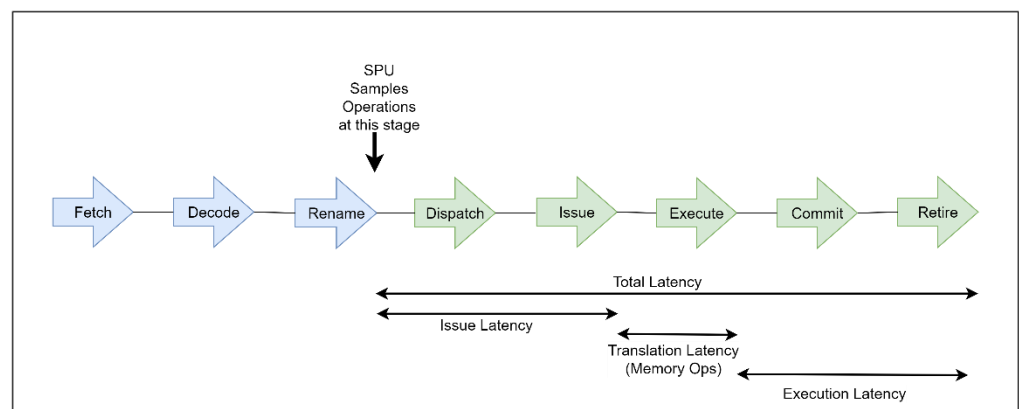 SPU
Samples
Operations
at this stage
Fetch
Decode
Rename
Dispatch
Issue
Execute
Commit
Retire
Total Latency
Issue Latency
Translation Latency
(Memory Ops)
Execution Latency